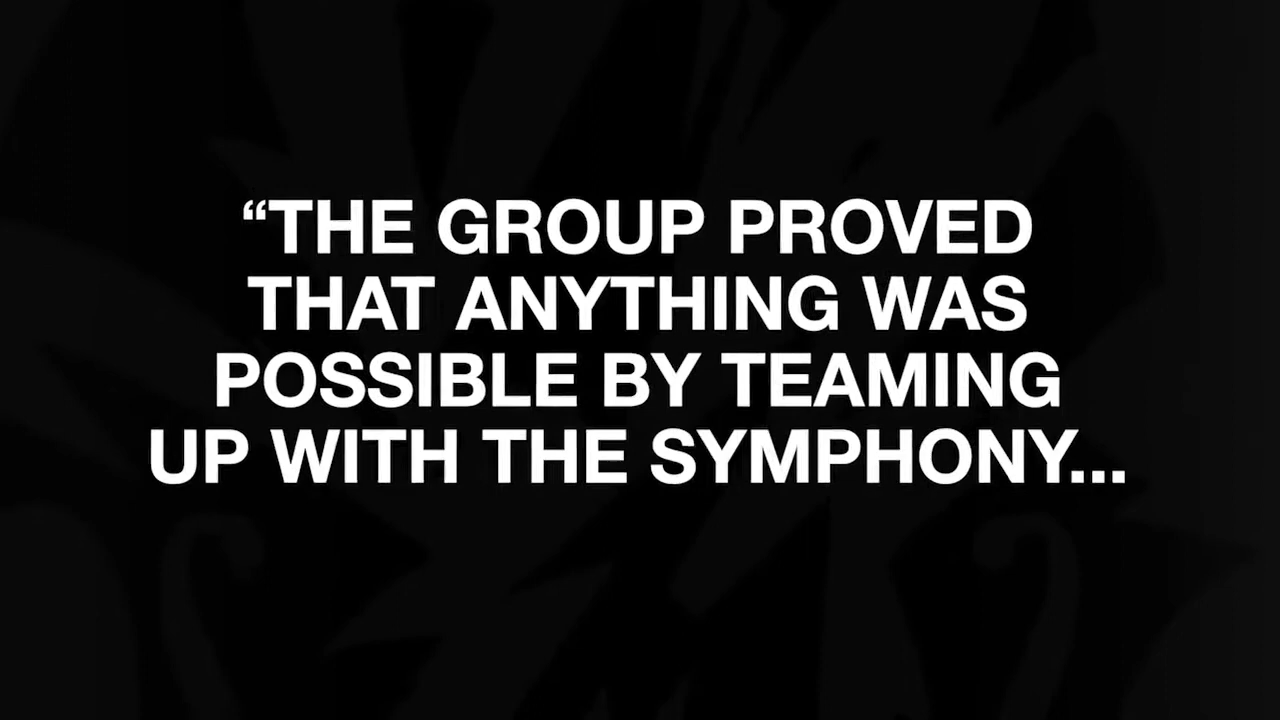 “THE GROUP PROVED
THAT ANYTHING WAS
POSSIBLE BY TEAMING
UP WITH THE SYMPHONY...